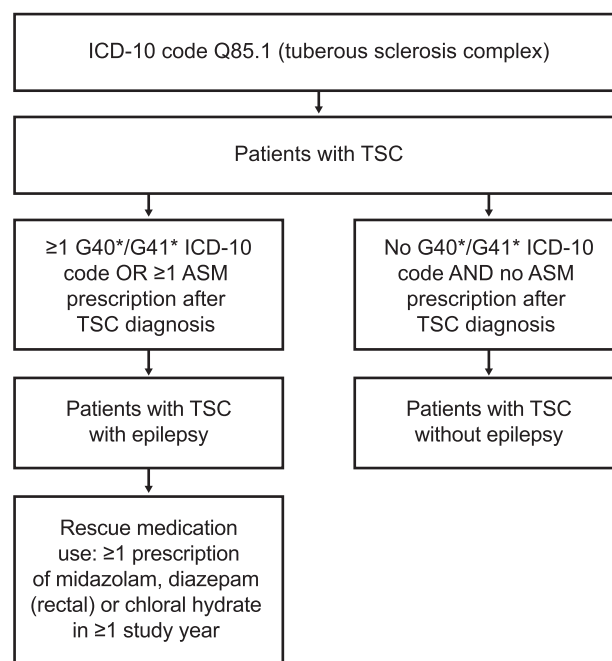 ICD-10 code Q85.1 (tuberous sclerosis complex)
Patients with TSC
≥1 G40*/G41* ICD-10
code OR ≥1 ASM
prescription after
TSC diagnosis
No G40*/G41* ICD-10
code AND no ASM
prescription after
TSC diagnosis
Patients with TSC
with epilepsy
Patients with TSC
without epilepsy
Rescue medication
use: ≥1 prescription
of midazolam, diazepam
(rectal) or chloral hydrate
in ≥1 study year